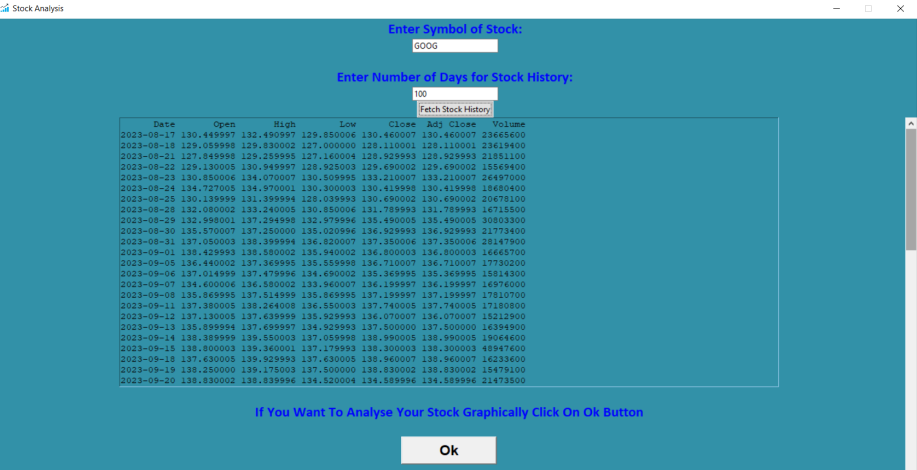 Stock Analysis
Enter Symbol of Stock:
GOOG
Enter Number of Days for Stock History:
100
Fetch Stock History
Date Open High Low Close Adj Close Volume
2023-08-17 130.449997 132.490997 129.850006 130.460007 130.460007 23665600
2023-08-18 129.059998 129.830002 127.000000 128.110001 128.110001 23619400
2023-08-21 127.849998 129.259995 127.160004 128.929993 128.929993 21851100
2023-08-22 129.130005 130.949997 128.925003 129.690002 129.690002 15569400
2023-08-23 130.850006 134.070007 130.509995 133.210007 133.210007 26497000
2023-08-24 134.727005 134.970001 130.300003 130.419998 130.419998 18680400
2023-08-25 130.139999 131.399994 128.039993 130.690002 130.690002 20678100
2023-08-28 132.080002 133.240005 130.850006 131.789993 131.789993 16715500
2023-08-29 132.998001 137.294998 132.979996 135.490005 135.490005 30803300
2023-08-30 135.570007 137.250000 135.020996 136.929993 136.929993 21773400
2023-08-31 137.050003 138.399994 136.820007 137.350006 137.350006 28147900
2023-09-01 138.429993 138.580002 135.940002 136.800003 136.800003 16665700
2023-09-05 136.440002 137.369995 135.559998 136.710007 136.710007 17730200
2023-09-06 137.014999 137.479996 134.690002 135.369995 135.369995 15814300
2023-09-07 134.600006 136.580002 133.960007 136.199997 136.199997 16976000
2023-09-08 135.869995 137.514999 135.869995 137.199997 137.199997 17810700
2023-09-11 137.380005 138.264008 136.550003 137.740005 137.740005 17180800
2023-09-12 137.130005 137.639999 135.929993 136.070007 136.070007 15212900
2023-09-13 135.899994 137.699997 134.929993 137.500000 137.500000 16394900
2023-09-14 138.389999 139.550003 137.059998 138.990005 138.990005 19064600
2023-09-15 138.800003 139.360001 137.179993 138.300003 138.300003 48947600
2023-09-18 137.630005 139.929993 137.630005 138.960007 138.960007 16233600
2023-09-19 138.250000 139.175003 137.500000 138.830002 138.830002 15479100
2023-09-20 138.830002 138.839996 134.520004 134.589996 134.589996 21473500
If You Want To Analyse Your Stock Graphically Click On Ok Button
Ok